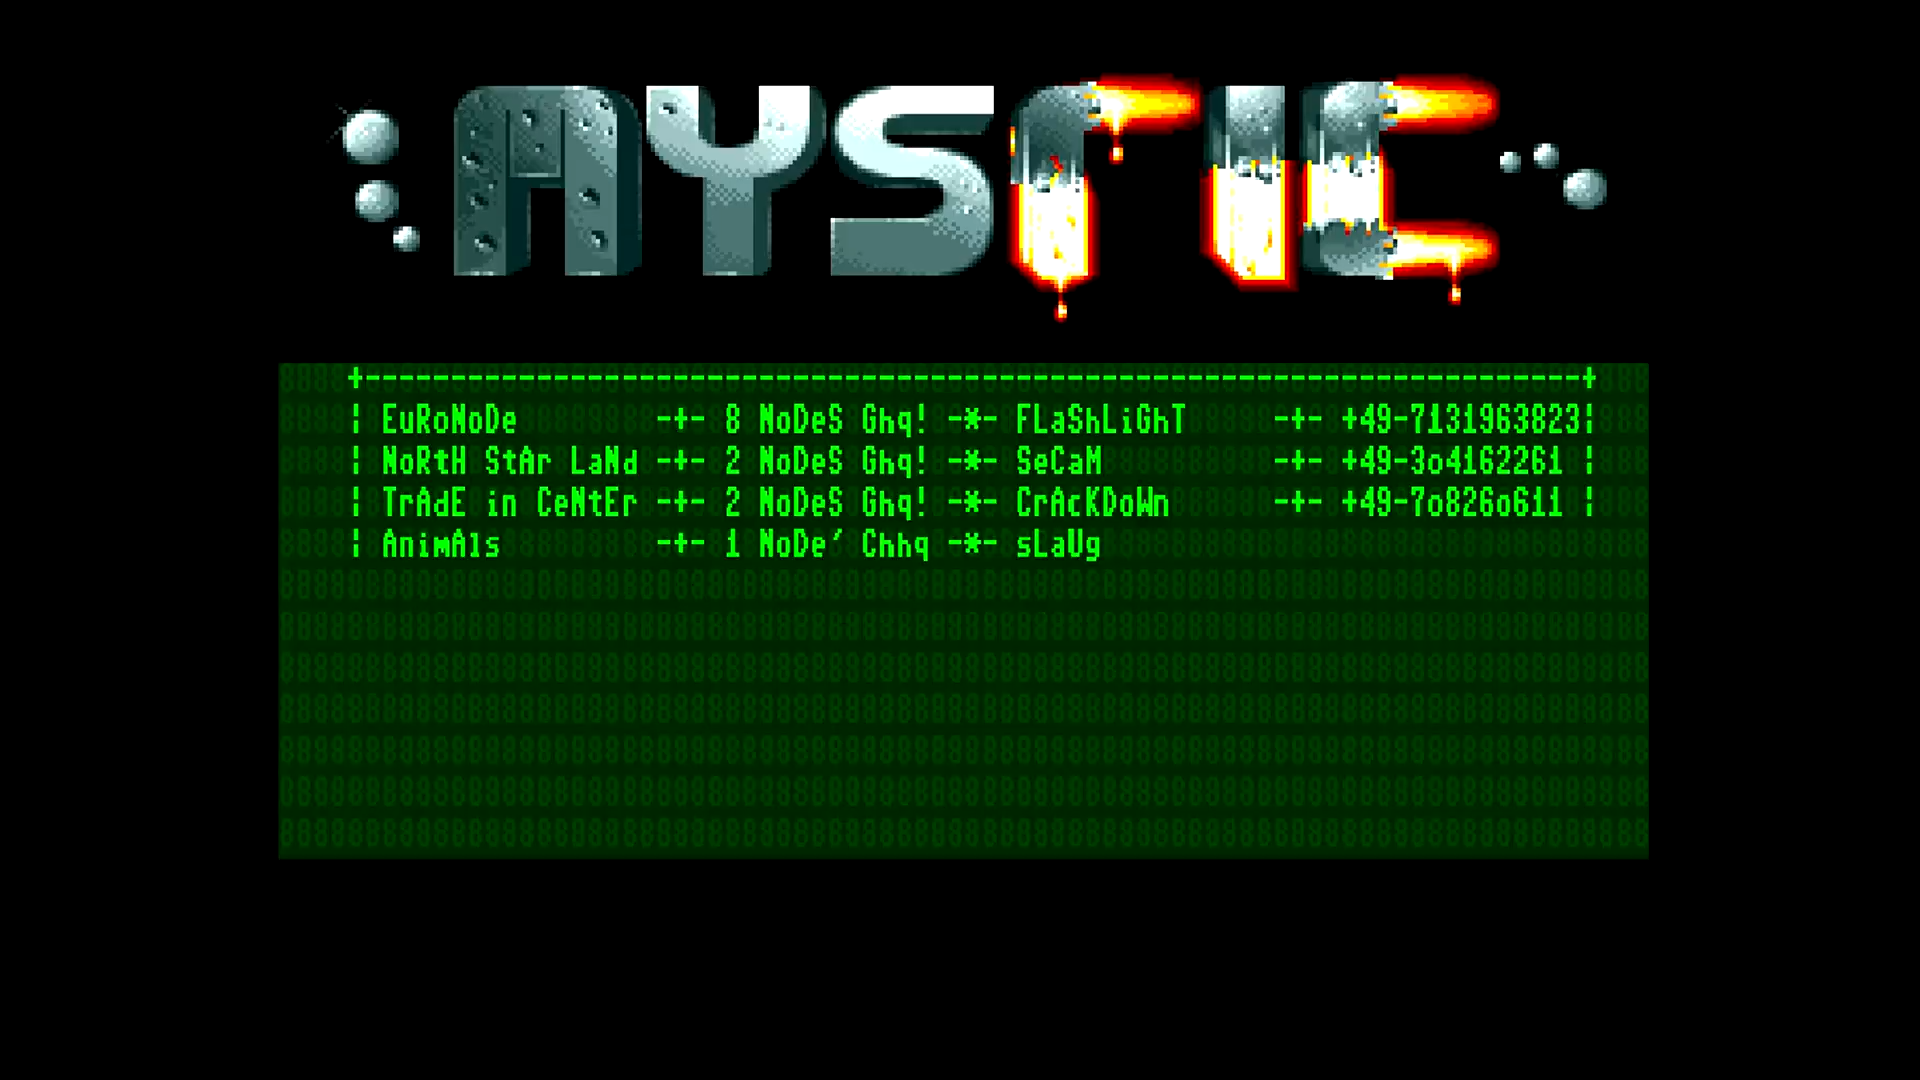 MYSTIC
+-----------------------------------------------------------------------+
| EuRoNoDe        -+- 8 NoDeS Ghq! -*- FLaShLiGhT     -+- +49-7131963823|
| NoRtH StAr LaNd -+- 2 NoDeS Ghq! -*- SeCaM          -+- +49-3o4162261 |
| TrAdE in CeNtEr -+- 2 NoDeS Ghq! -*- CrAcKDoWn      -+- +49-7o826o611 |
| AnimAls         -+- 1 NoDe' Chhq -*- sLaUg